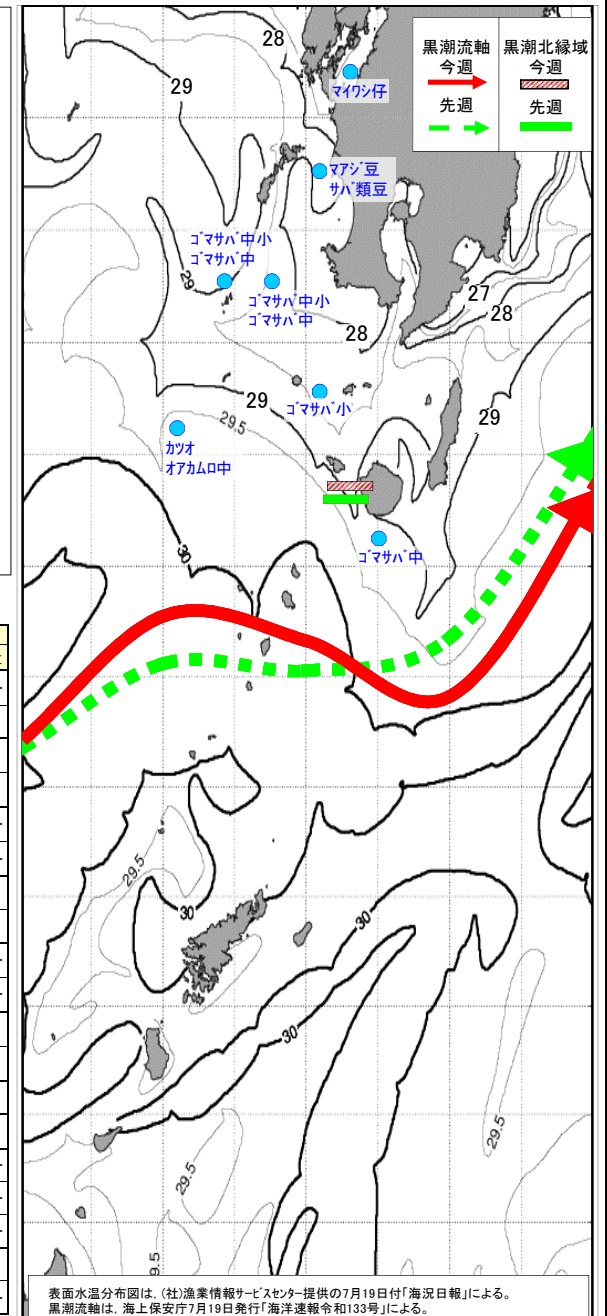 黒潮流軸 黒潮北縁域
今週 今週
先週 先週
28
29
マイワシ仔
マアジ豆
サバ類豆
ゴマサバ中小
ゴマサバ中
29
ゴマサバ中小
ゴマサバ中
27
28
28
29
29.5
ゴマサバ小
29
カツオ
オアカムロ中
ゴマサバ中
30
29.5
30
30
30
29.5
29.5
9.5
表面水温分布図は，(社)漁業情報サービスセンター提供の7月19日付「海況日報」による。
黒潮流軸は，海上保安庁7月19日発行「海洋速報令和133号」による。